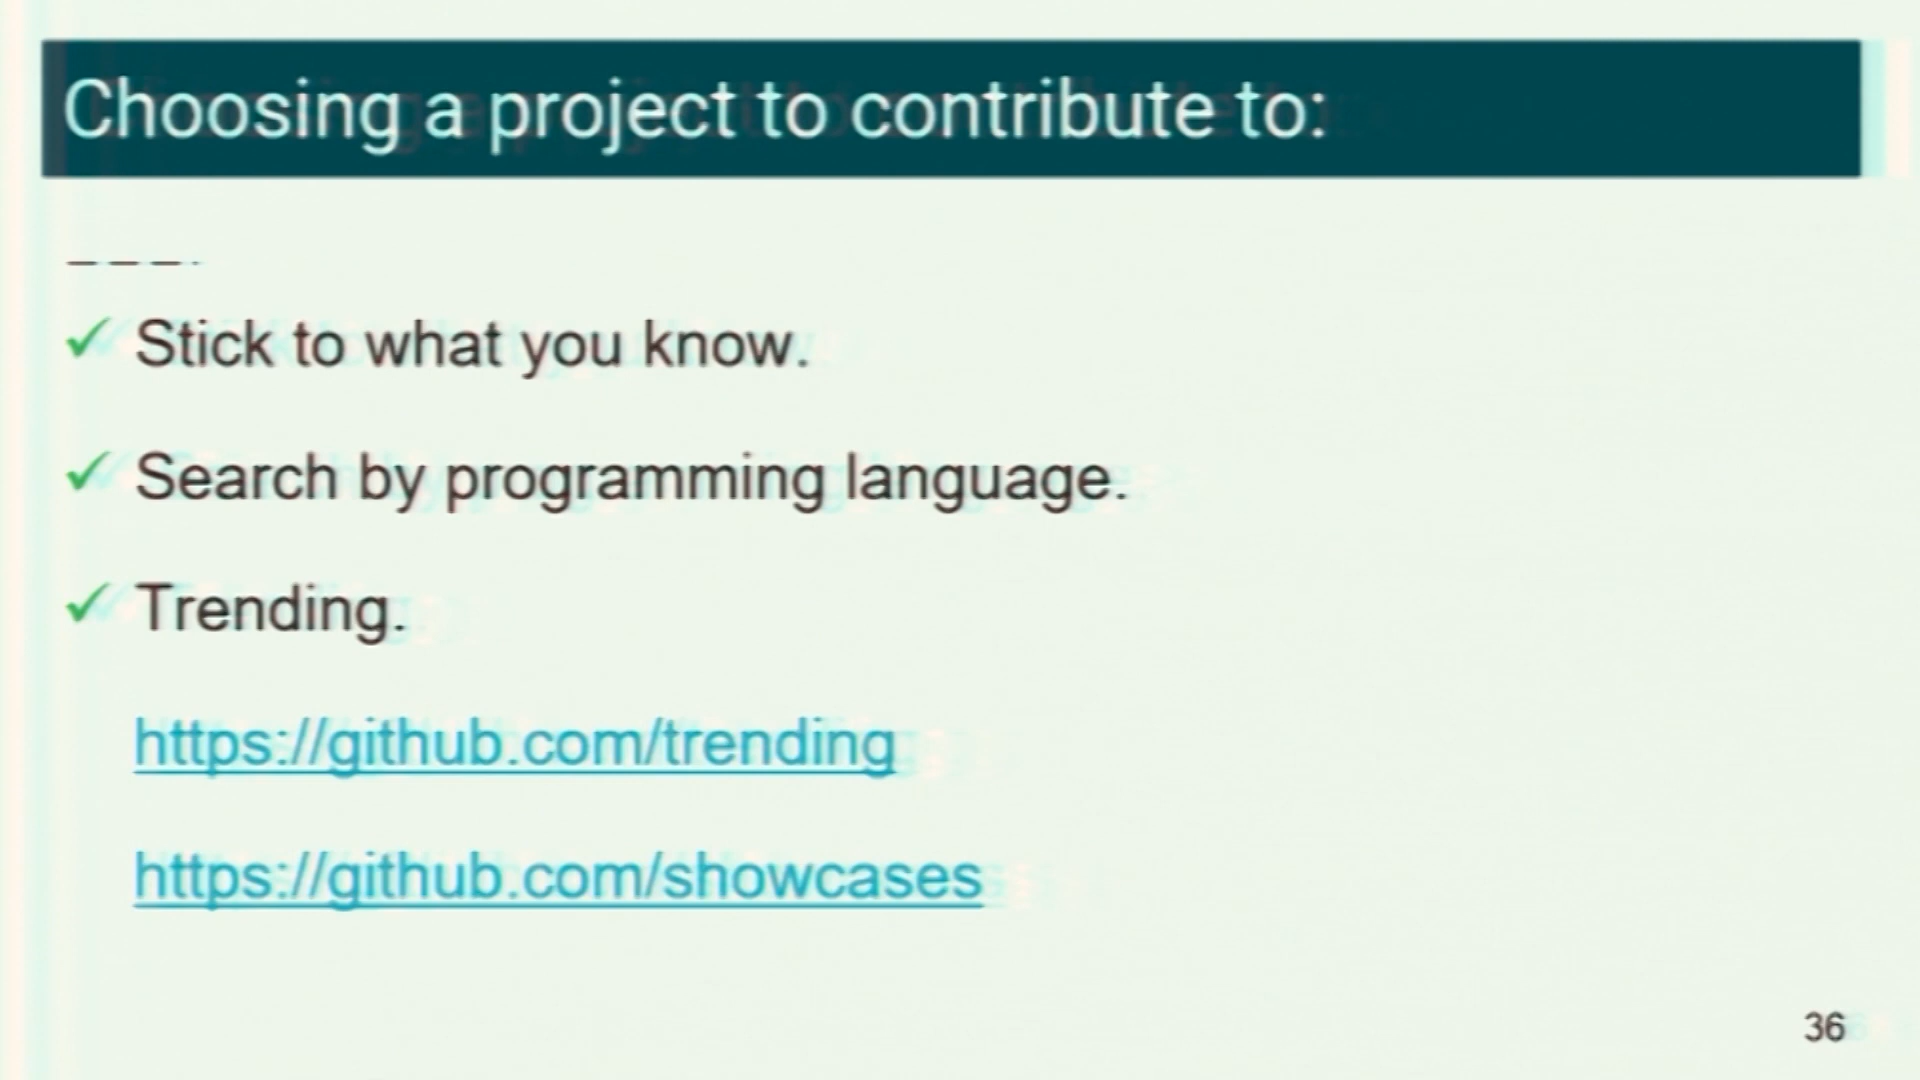 Choosing a project to contribute to:
✓ Stick to what you know.
✓ Search by programming language.
✓ Trending.
https://github.com/trending
https://github.com/showcases
36